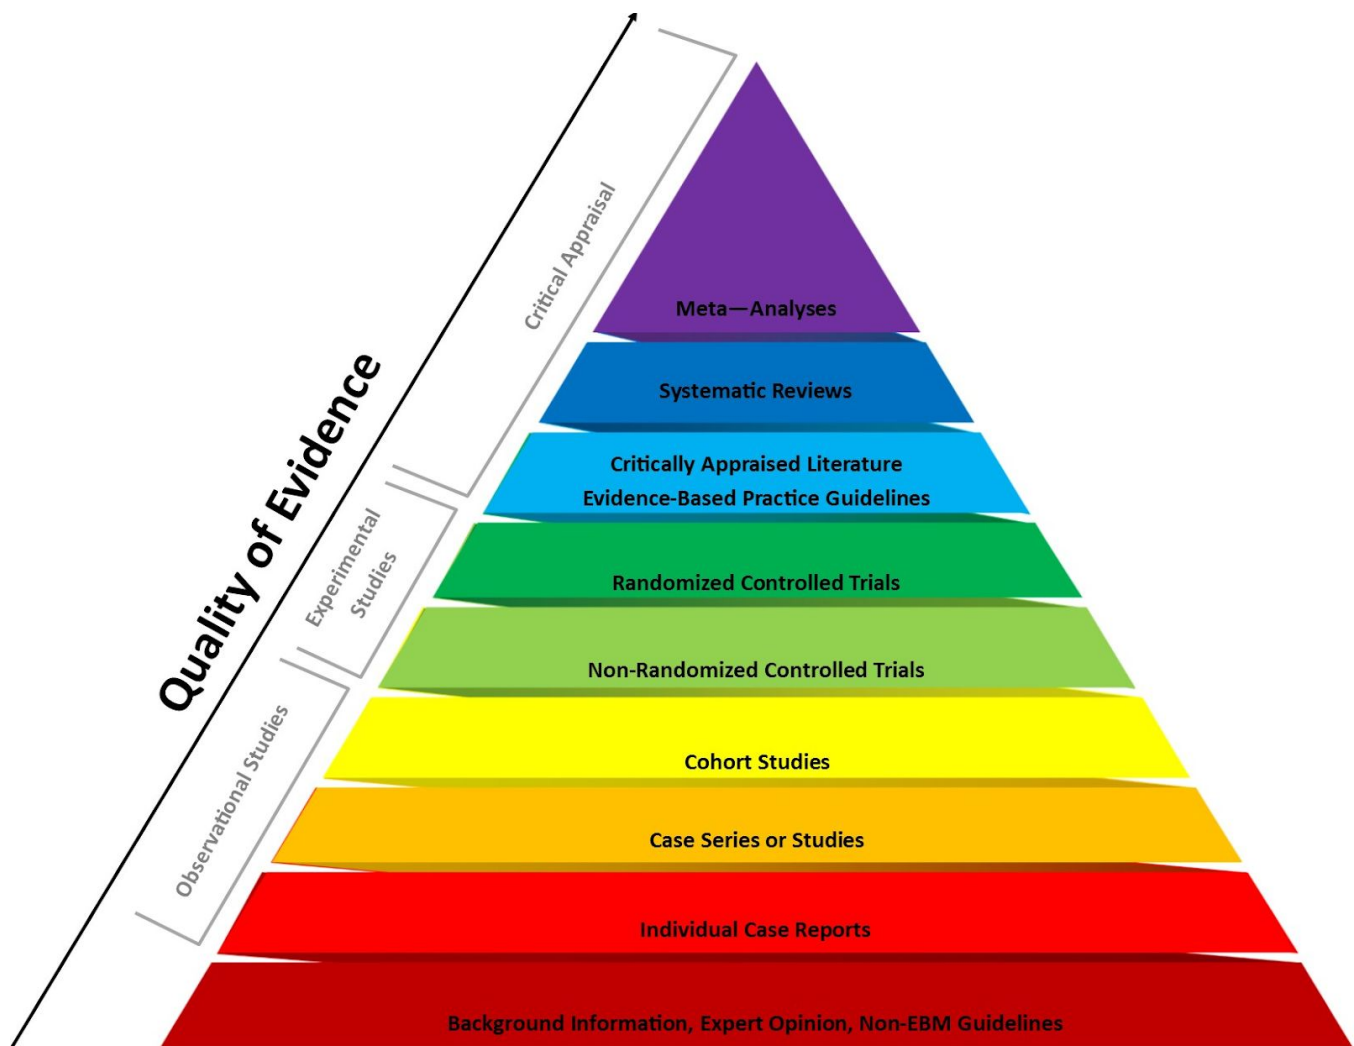 Quality of Evidence
Critical Appraisal
Experimental
Studies
Observational Studies
Meta—Analyses
Systematic Reviews
Critically Appraised Literature
Evidence-Based Practice Guidelines
Randomized Controlled Trials
Non-Randomized Controlled Trials
Cohort Studies
Case Series or Studies
Individual Case Reports
Background Information, Expert Opinion, Non-EBM Guidelines